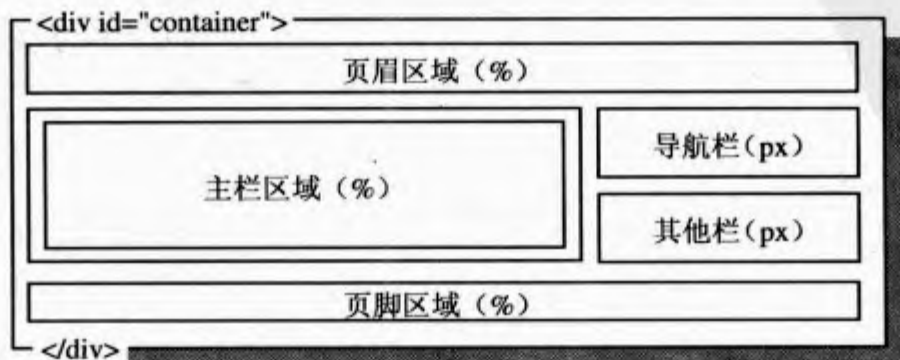 <div id="container">
页眉区域（%）
主栏区域（%）
导航栏（px）
其他栏（px）
页脚区域（%）
</div>